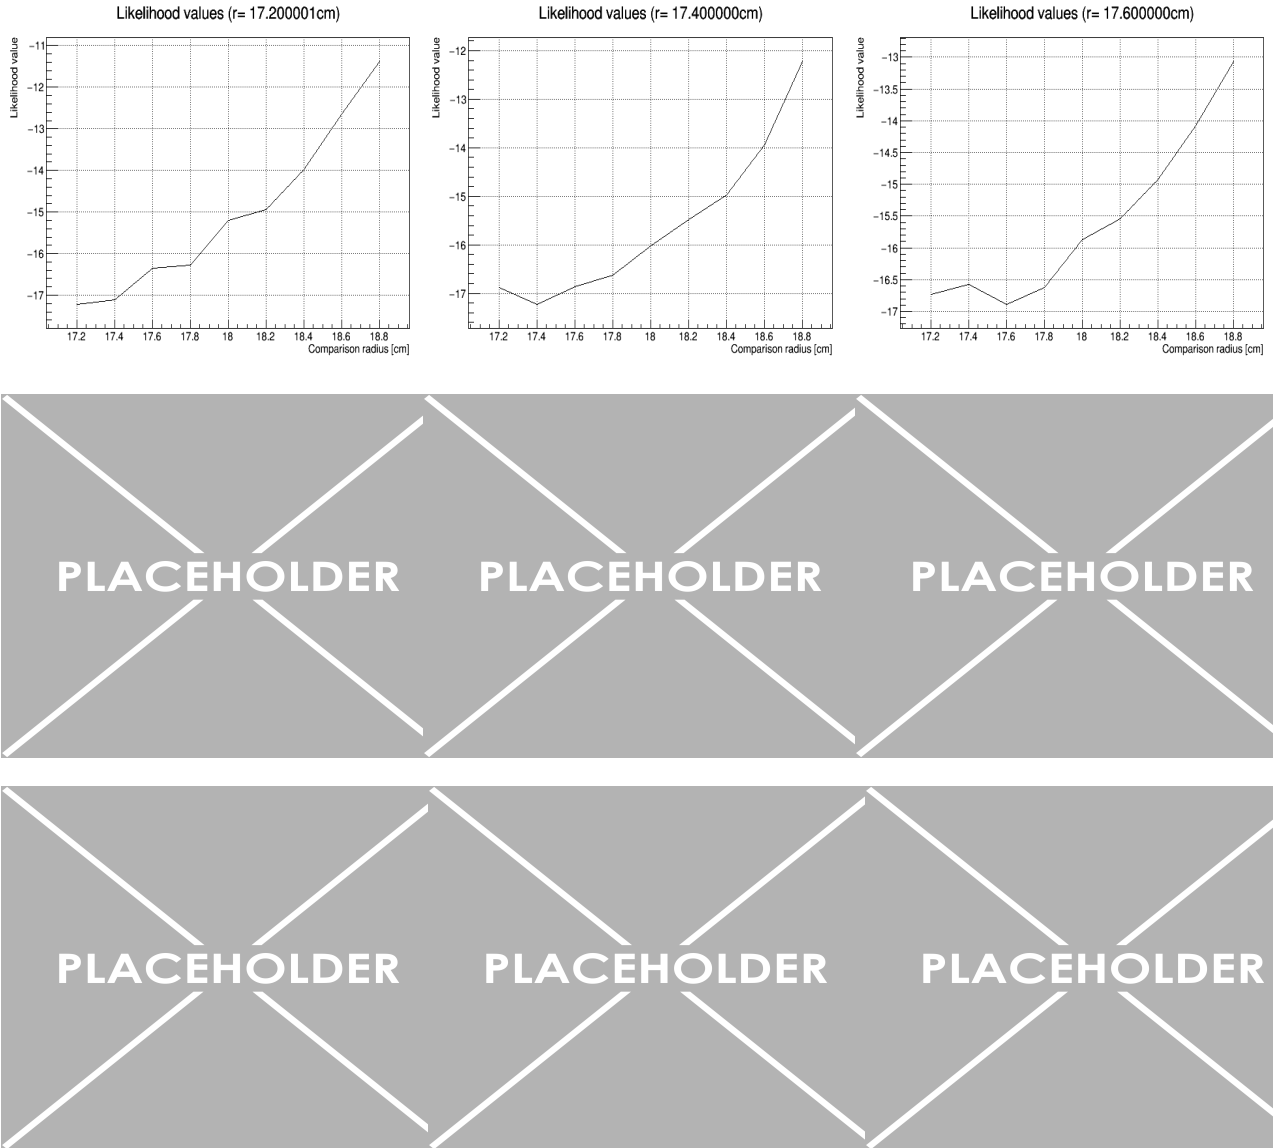 Likelihood values (r= 17.200001cm)
Likelihood value
−11
−12
−13
−14
−15
−16
−17
17.2 17.4 17.6 17.8 18 18.2 18.4 18.6 18.8
Comparison radius [cm]
Likelihood values (r= 17.400000cm)
Likelihood value
−12
−13
−14
−15
−16
−17
17.2 17.4 17.6 17.8 18 18.2 18.4 18.6 18.8
Comparison radius [cm]
Likelihood values (r= 17.600000cm)
Likelihood value
−13
−13.5
−14
−14.5
−15
−15.5
−16
−16.5
−17
17.2 17.4 17.6 17.8 18 18.2 18.4 18.6 18.8
Comparison radius [cm]
PLACEHOLDER PLACEHOLDER PLACEHOLDER
PLACEHOLDER PLACEHOLDER PLACEHOLDER